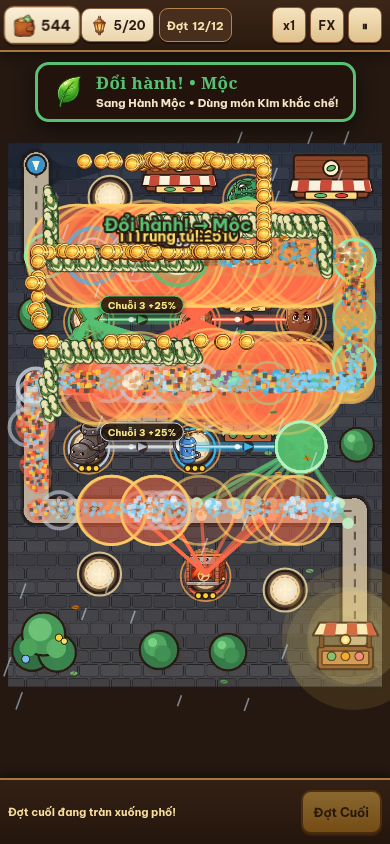 544
5/20
Đợt 12/12
x1
FX
Đổi hành! • Mộc
Sang Hành Mộc • Dùng món Kim khắc chế!
Đổi hành! → Mộc
Chuỗi 3 +25%
Chuỗi 3 +25%
Đợt cuối đang tràn xuống phố!
Đợt Cuối